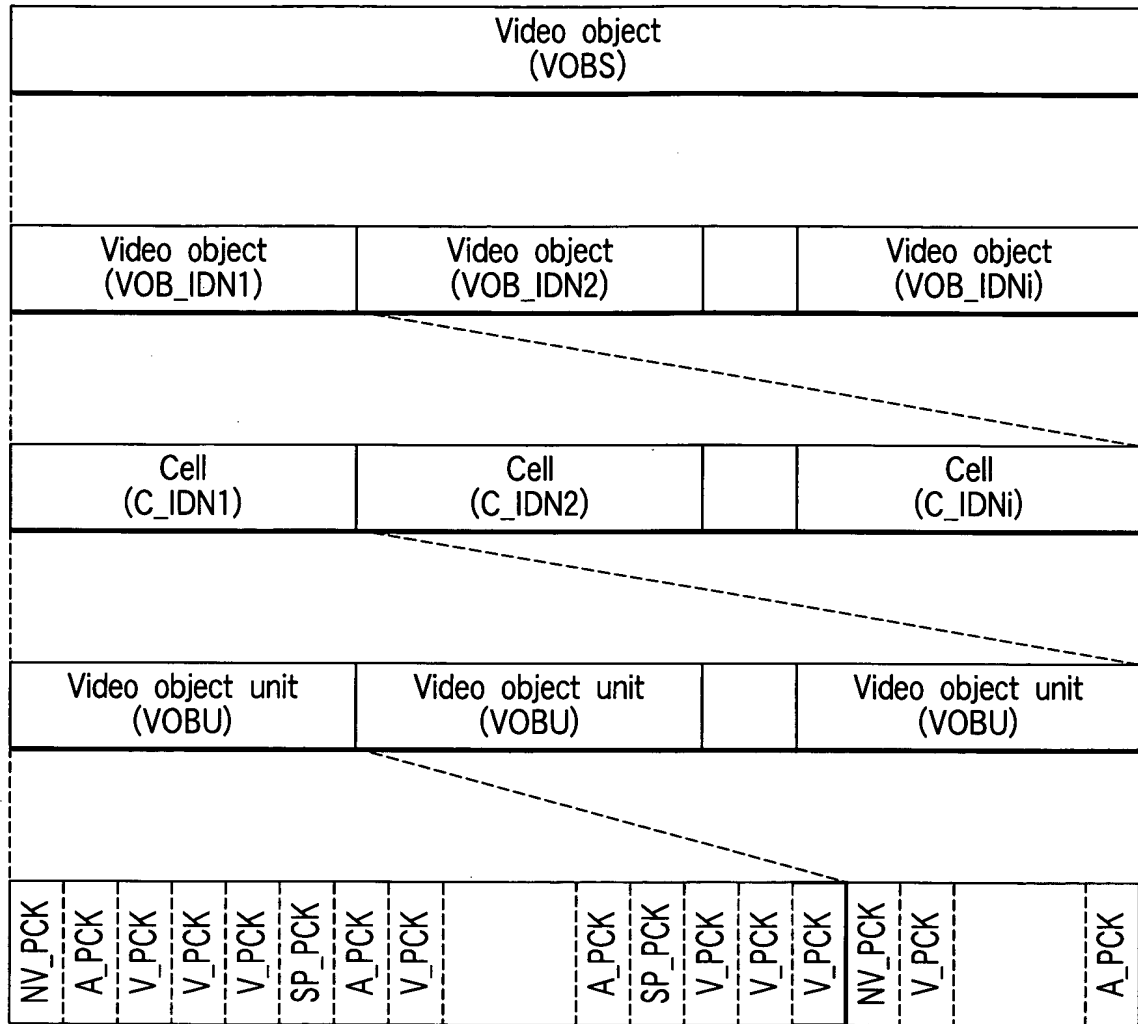 Video object
(VOBS)
Video object
(VOB_IDN1)
Video object
(VOB_IDN2)
Video object
(VOB_IDNi)
Cell
(C_IDN1)
Cell
(C_IDN2)
Cell
(C_IDNi)
Video object unit
(VOBU)
Video object unit
(VOBU)
Video object unit
(VOBU)
NV_PCK
A_PCK
V_PCK
V_PCK
V_PCK
SP_PCK
A_PCK
V_PCK
A_PCK
SP_PCK
V_PCK
V_PCK
V_PCK
NV_PCK
V_PCK
A_PCK